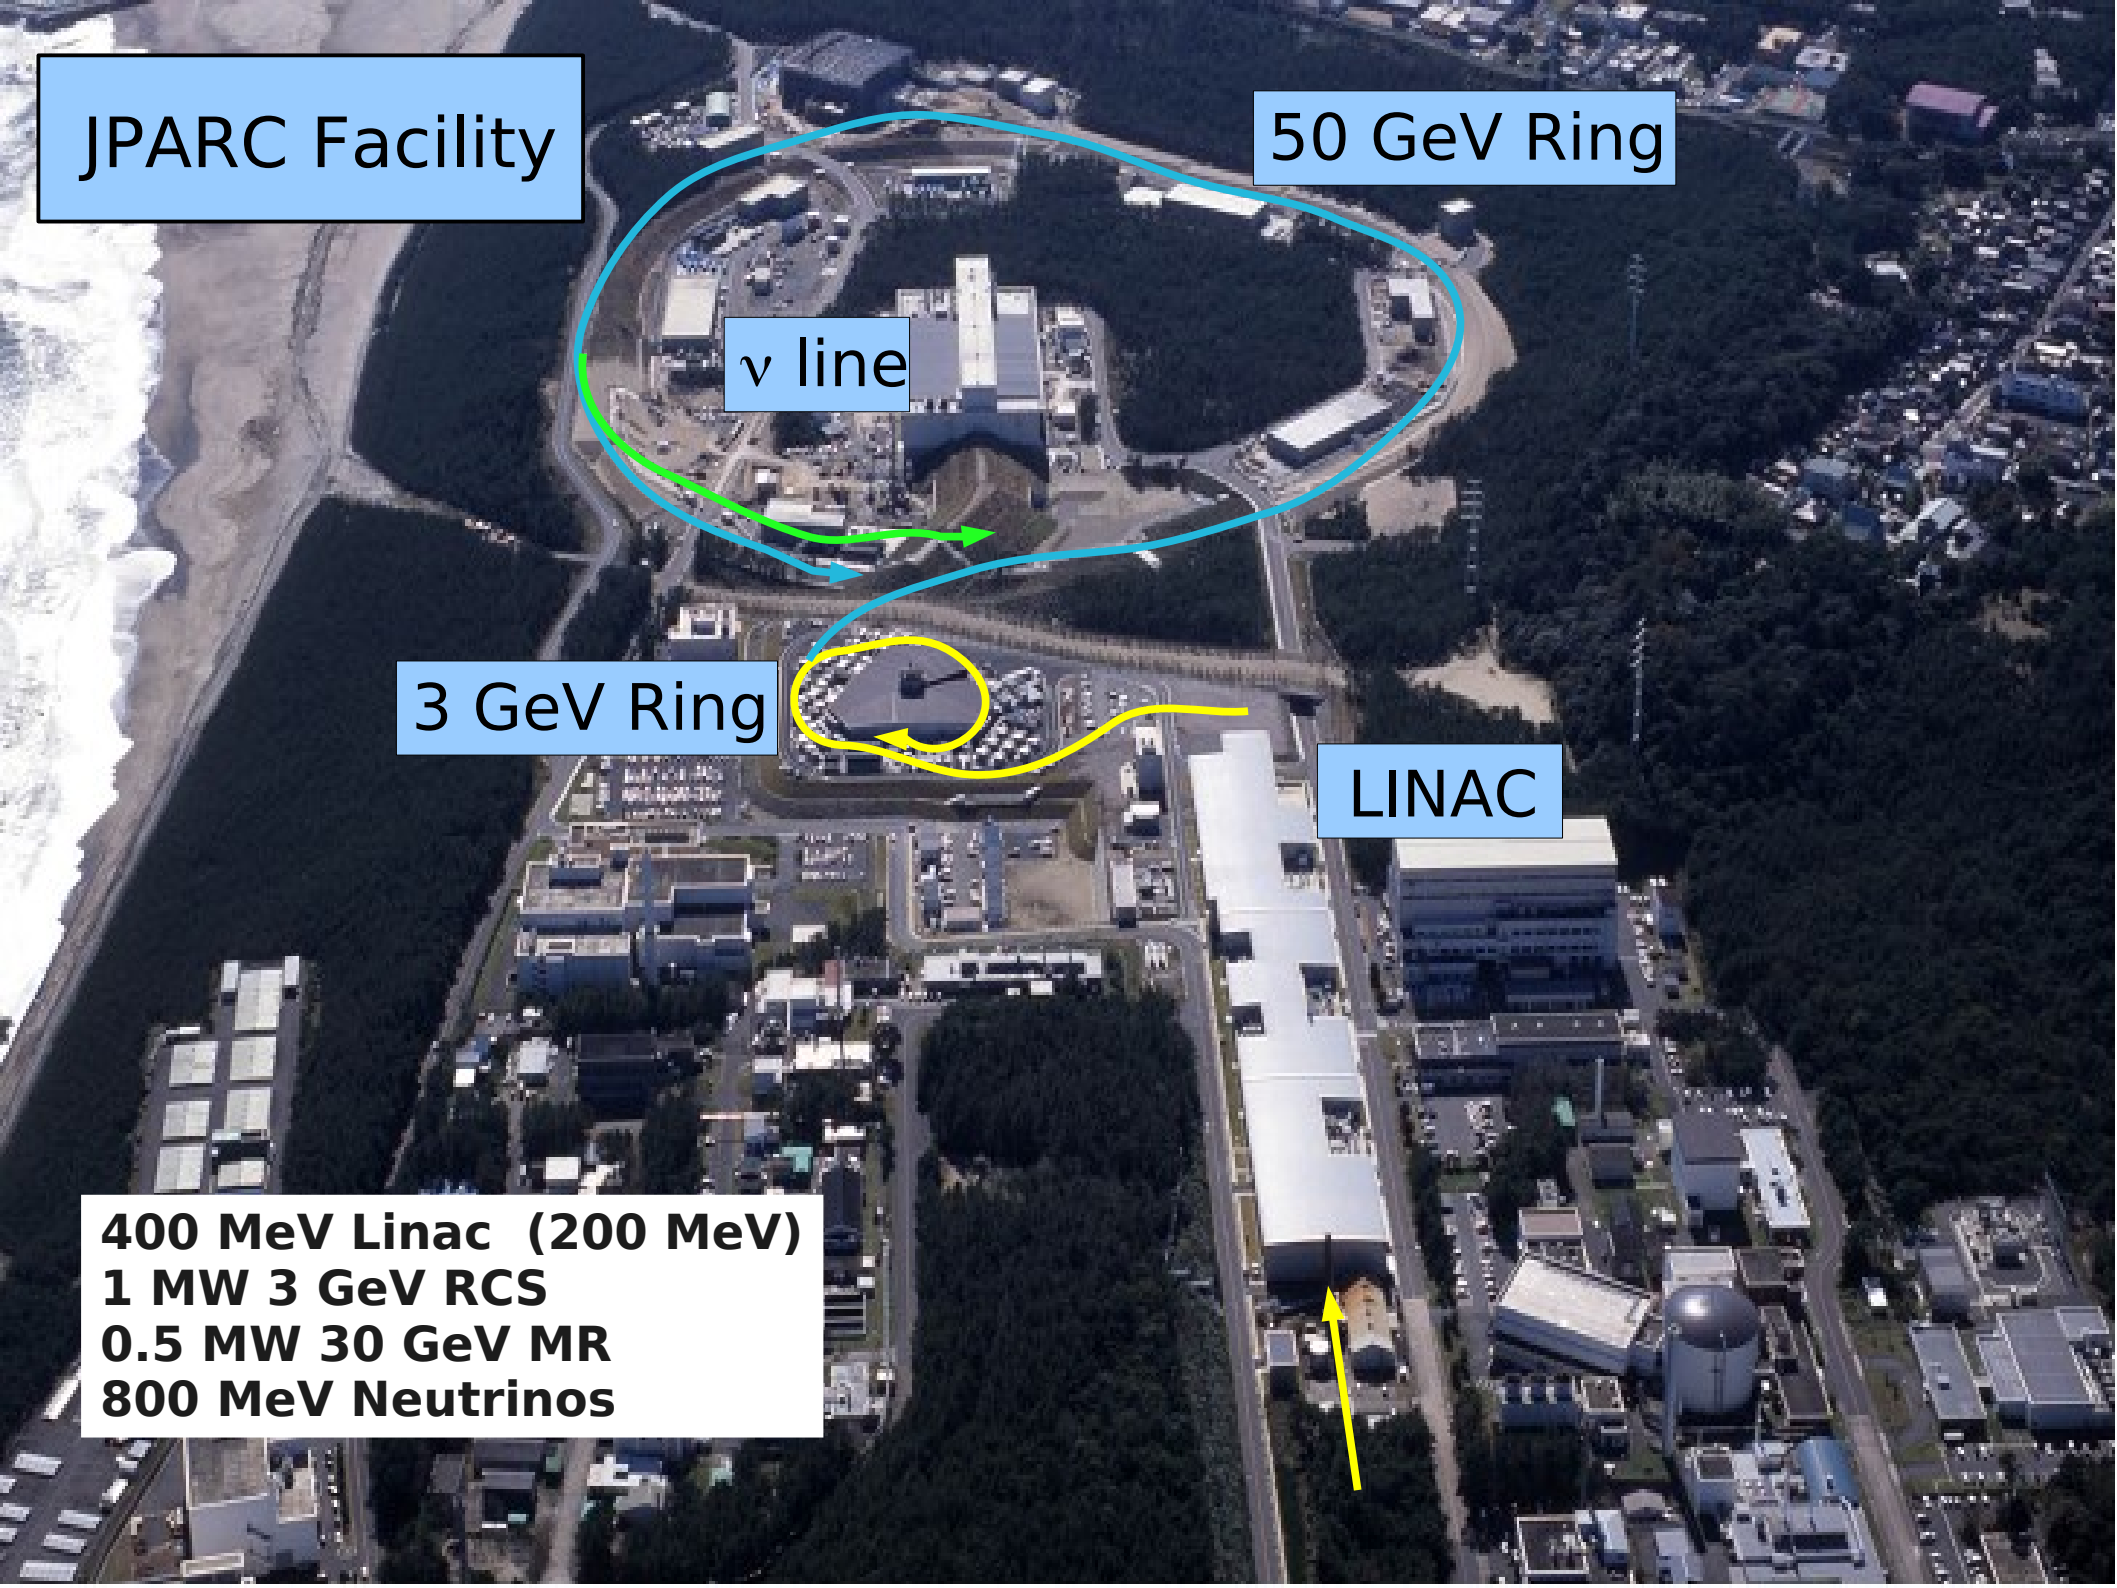 JPARC Facility
50 GeV Ring
ν line
3 GeV Ring
LINAC
400 MeV Linac (200 MeV)
1 MW 3 GeV RCS
0.5 MW 30 GeV MR
800 MeV Neutrinos